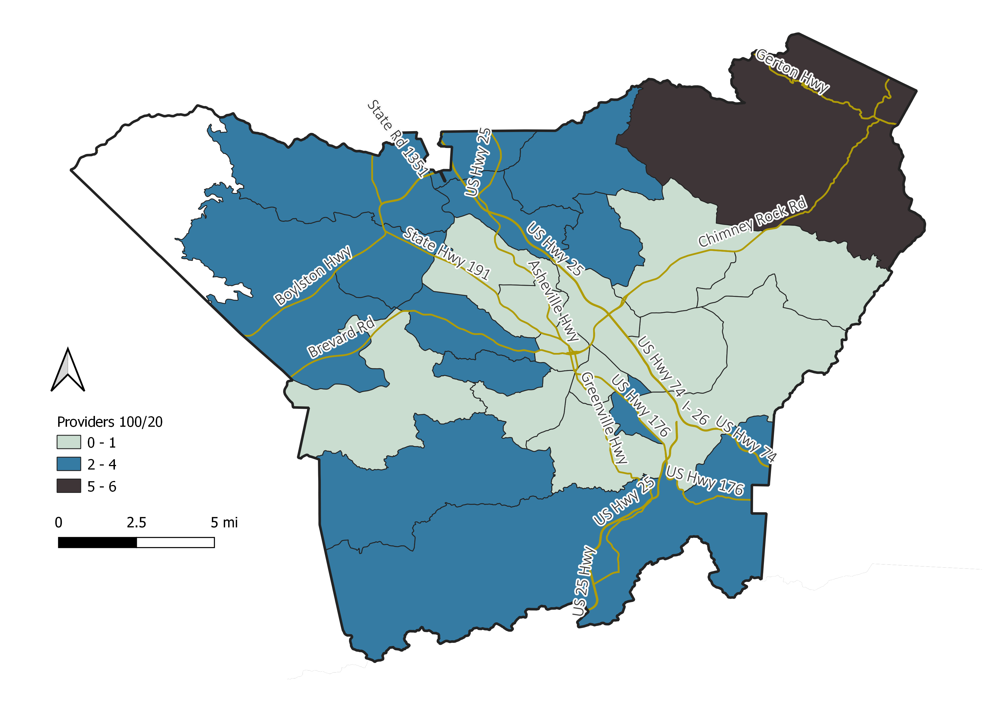 Gerton Hwy
State Rd 1351
US Hwy 25
Chimney Rock Rd
US Hwy 25
State Hwy 191
Boylston Hwy
Asheville Hwy
Brevard Rd
US Hwy 74
US Hwy 176
Greenville Hwy
I- 26
US Hwy 74
US Hwy 176
US Hwy 25
US 25 Hwy
Providers 100/20
0 - 1
2 - 4
5 - 6
0 2.5 5 mi